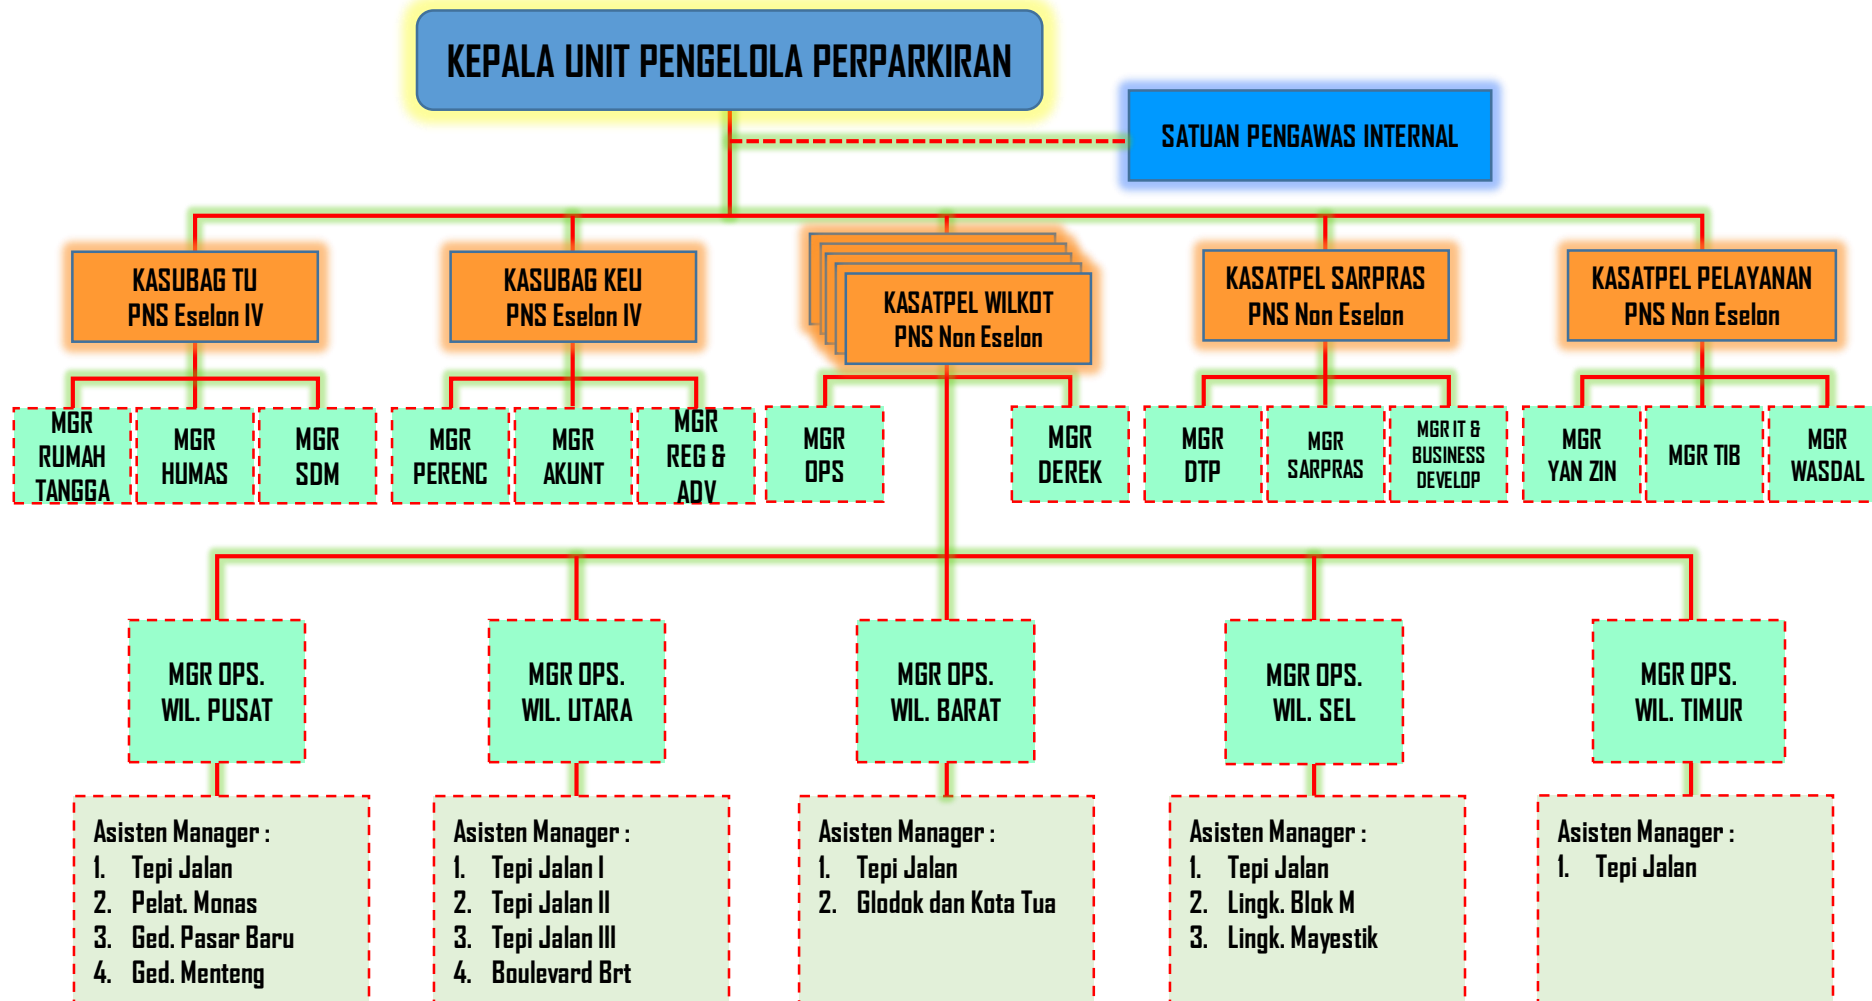 KEPALA UNIT PENGELOLA PERPARKIRAN
SATUAN PENGAWAS INTERNAL
KASUBAG TU
PNS Eselon IV
KASUBAG KEU
PNS Eselon IV
KASATPEL WILKOT
PNS Non Eselon
KASATPEL SARPRAS
PNS Non Eselon
KASATPEL PELAYANAN
PNS Non Eselon
MGR
RUMAH
TANGGA
MGR
HUMAS
MGR
SDM
MGR
PERENC
MGR
AKUNT
MGR
REG &
ADV
MGR
OPS
MGR
DEREK
MGR
DTP
MGR
SARPRAS
MGR IT &
BUSINESS
DEVELOP
MGR
YAN ZIN
MGR TIB
MGR
WASDAL
MGR OPS.
WIL. PUSAT
MGR OPS.
WIL. UTARA
MGR OPS.
WIL. BARAT
MGR OPS.
WIL. SEL
MGR OPS.
WIL. TIMUR
Asisten Manager :
1. Tepi Jalan
2. Pelat. Monas
3. Ged. Pasar Baru
4. Ged. Menteng
Asisten Manager :
1. Tepi Jalan I
2. Tepi Jalan II
3. Tepi Jalan III
4. Boulevard Brt
Asisten Manager :
1. Tepi Jalan
2. Glodok dan Kota Tua
Asisten Manager :
1. Tepi Jalan
2. Lingk. Blok M
3. Lingk. Mayestik
Asisten Manager :
1. Tepi Jalan